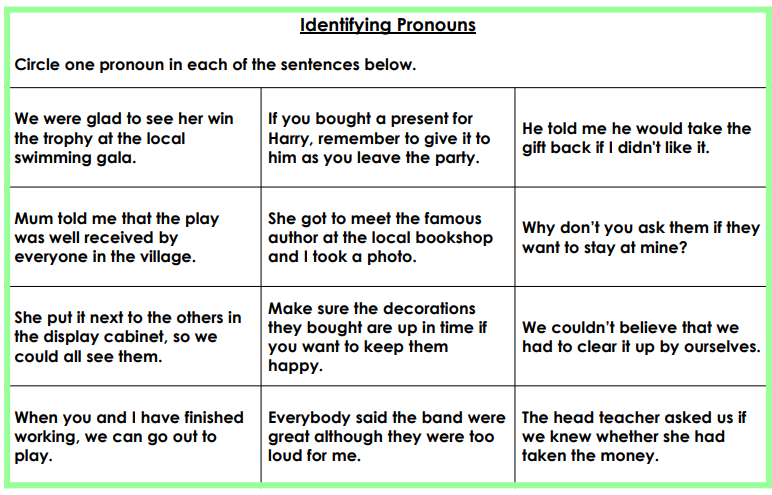 Identifying Pronouns
Circle one pronoun in each of the sentences below.
We were glad to see her win
the trophy at the local
swimming gala.
If you bought a present for
Harry, remember to give it to
him as you leave the party.
He told me he would take the
gift back if I didn't like it.
Mum told me that the play
was well received by
everyone in the village.
She got to meet the famous
author at the local bookshop
and I took a photo.
Why don’t you ask them if they
want to stay at mine?
She put it next to the others in
the display cabinet, so we
could all see them.
Make sure the decorations
they bought are up in time if
you want to keep them
happy.
We couldn’t believe that we
had to clear it up by ourselves.
When you and I have finished
working, we can go out to
play.
Everybody said the band were
great although they were too
loud for me.
The head teacher asked us if
we knew whether she had
taken the money.